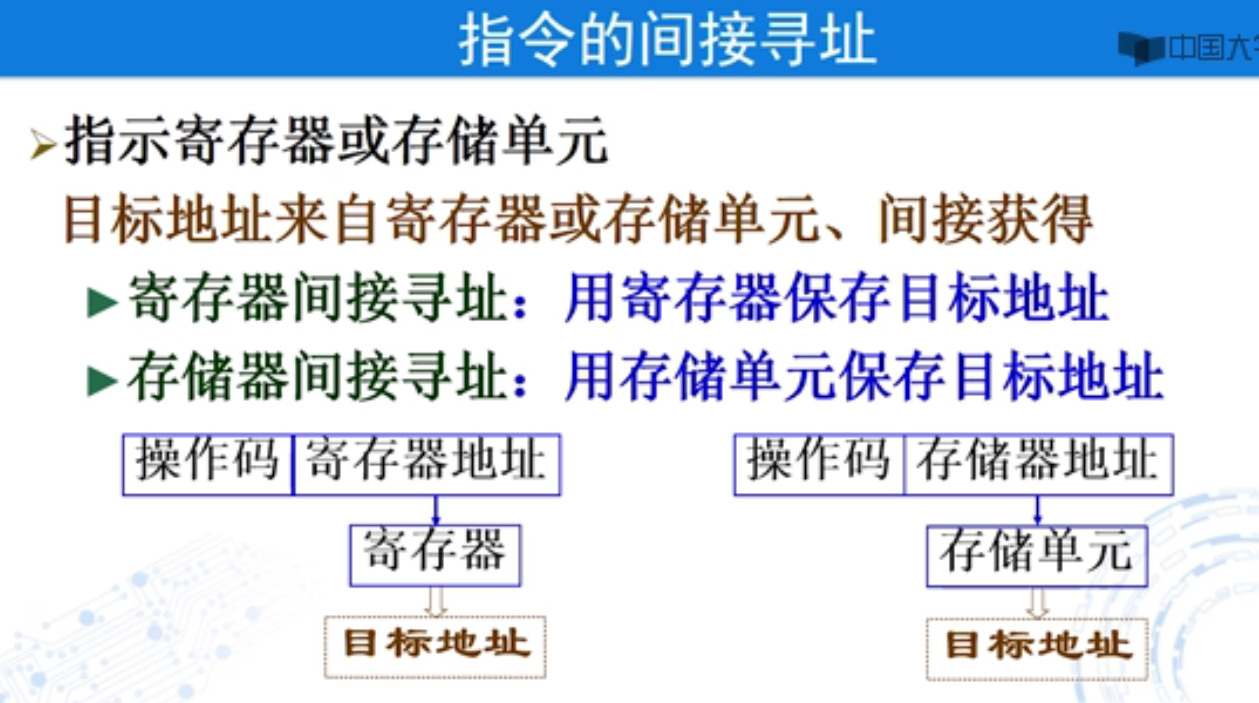 指令的间接寻址
中国大
指示寄存器或存储单元
目标地址来自寄存器或存储单元、间接获得
寄存器间接寻址：用寄存器保存目标地址
存储器间接寻址：用存储单元保存目标地址
操作码 寄存器地址
寄存器
目标地址
操作码 存储器地址
存储单元
目标地址